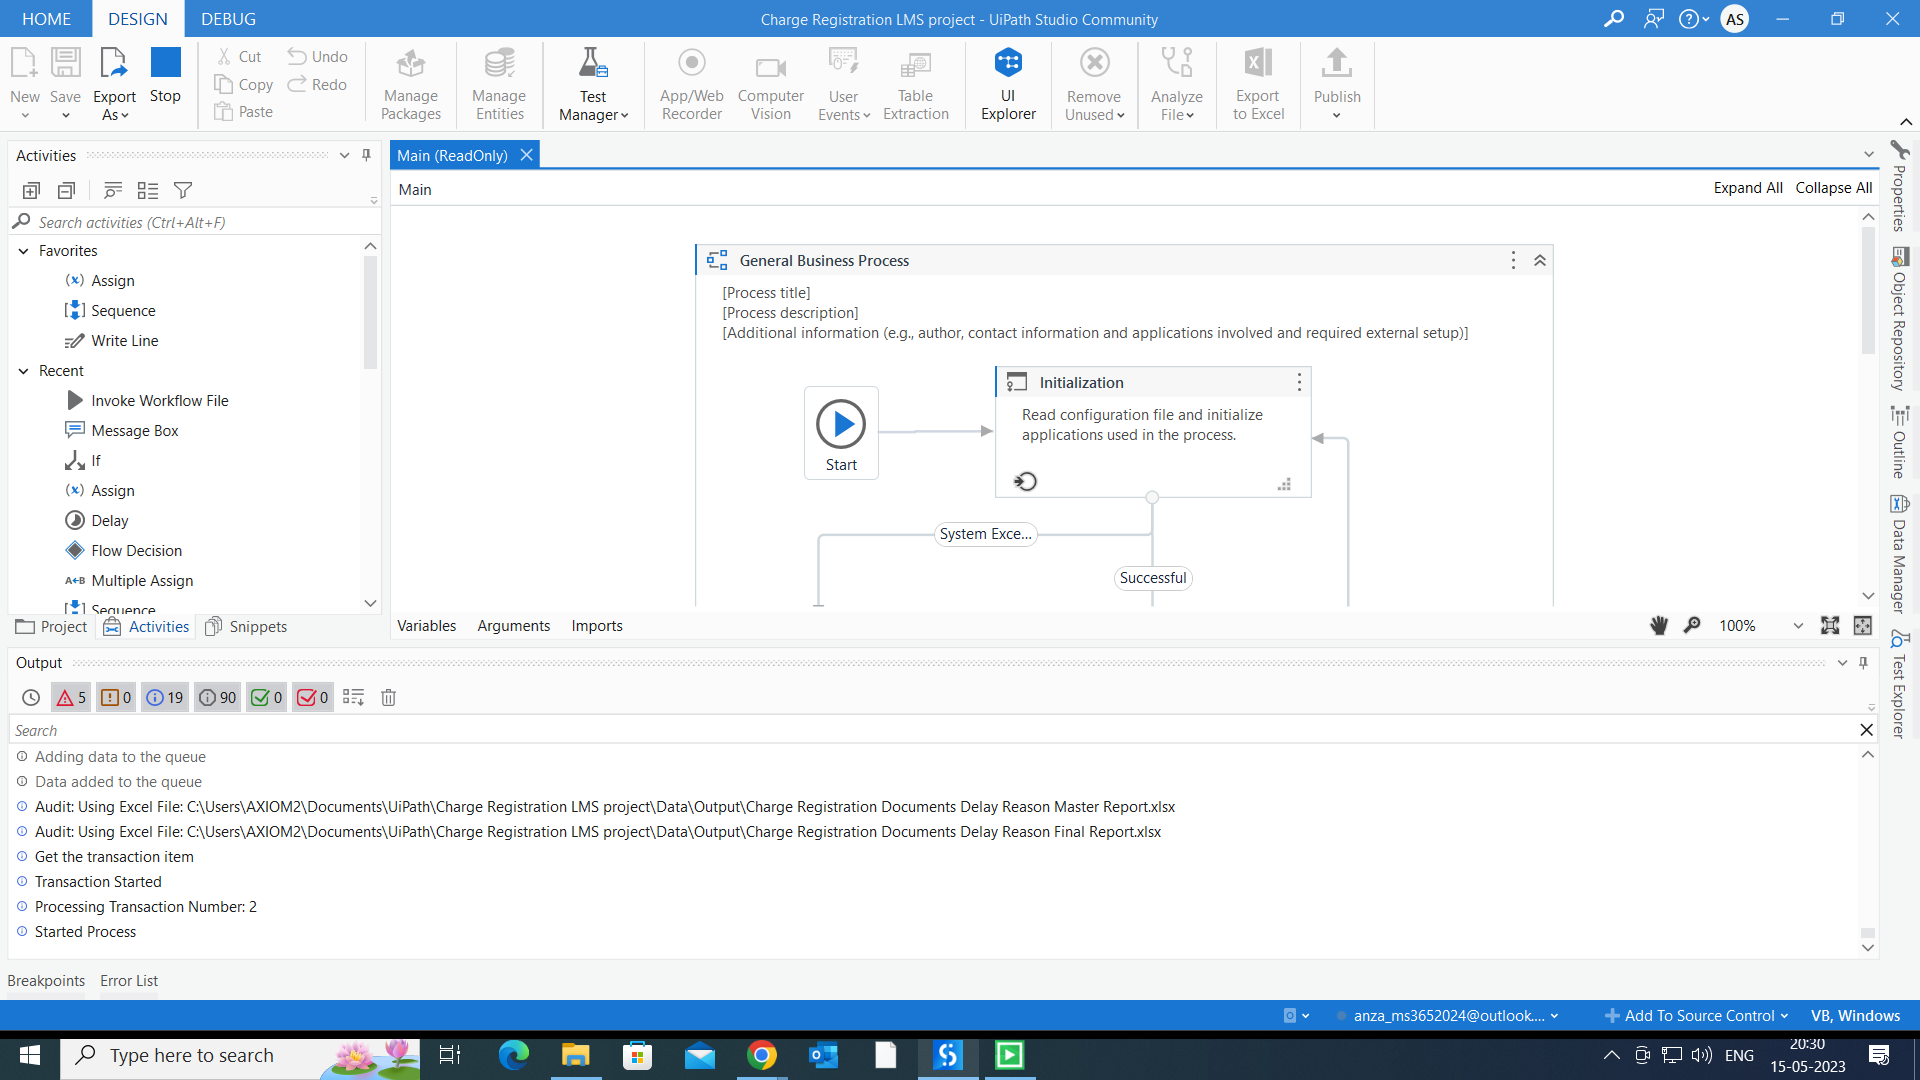 HOME DESIGN DEBUG
Charge Registration LMS project - UiPath Studio Community
AS
New Save Export As Stop
Cut Copy Paste
Undo Redo
Manage Packages
Manage Entities
Test Manager
App/Web Recorder
Computer Vision
User Events
Table Extraction
UI Explorer
Remove Unused
Analyze File
Export to Excel
Publish
Activities
Search activities (Ctrl+Alt+F)
Favorites
Assign
Sequence
Write Line
Recent
Invoke Workflow File
Message Box
If
Assign
Delay
Flow Decision
Multiple Assign
Sequence
Project Activities Snippets
Main (ReadOnly)
Main
Expand All Collapse All
General Business Process
[Process title]
[Process description]
[Additional information (e.g., author, contact information and applications involved and required external setup)]
Start
Initialization
Read configuration file and initialize
applications used in the process.
System Exce...
Successful
Variables Arguments Imports
100%
Properties
Object Repository
Outline
Data Manager
Test Explorer
Output
5 0 19 90 0 0
Search
Adding data to the queue
Data added to the queue
Audit: Using Excel File: C:\Users\AXIOM2\Documents\UiPath\Charge Registration LMS project\Data\Output\Charge Registration Documents Delay Reason Master Report.xlsx
Audit: Using Excel File: C:\Users\AXIOM2\Documents\UiPath\Charge Registration LMS project\Data\Output\Charge Registration Documents Delay Reason Final Report.xlsx
Get the transaction item
Transaction Started
Processing Transaction Number: 2
Started Process
Breakpoints Error List
anza_ms3652024@outlook....
Add To Source Control
VB, Windows
Type here to search
ENG
20:30
15-05-2023